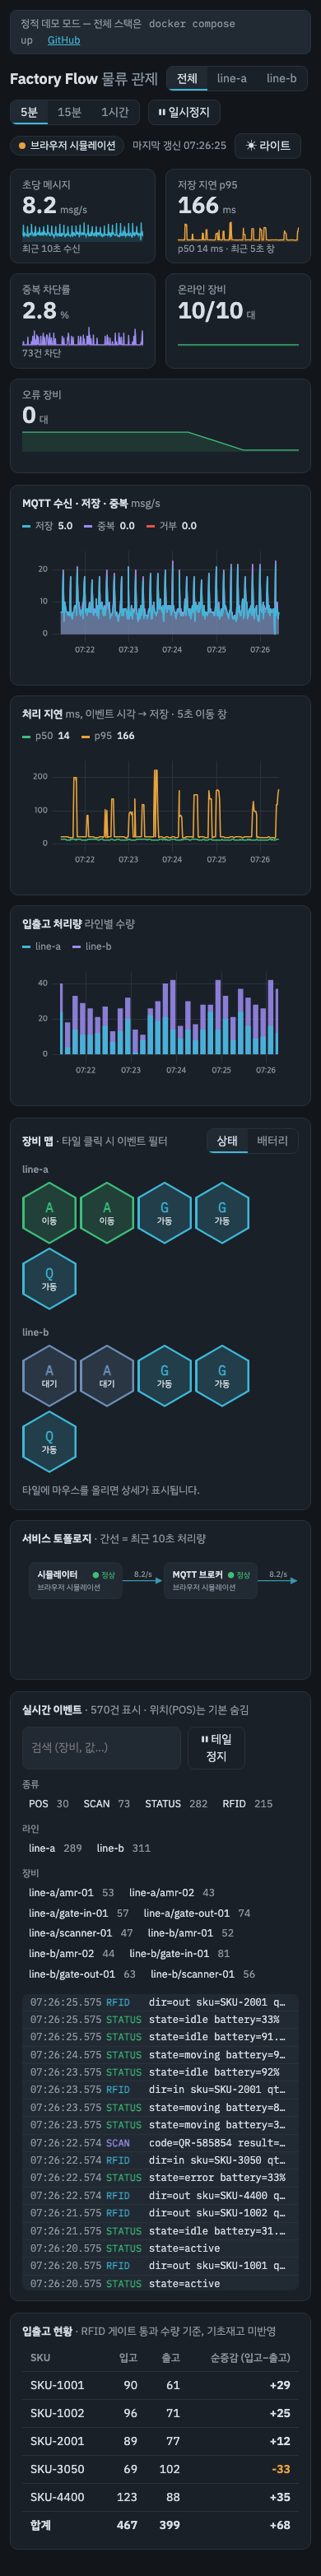 정적 데모 모드 — 전체 스택은 docker compose
up GitHub
Factory Flow 물류 관제 전체 line-a line-b
5분 15분 1시간 일시정지
브라우저 시뮬레이션 마지막 갱신 07:26:25 ☀ 라이트
초당 메시지
8.2 msg/s
최근 10초 수신
저장 지연 p95
166 ms
p50 14 ms · 최근 5초 창
중복 차단률
2.8 %
73건 차단
온라인 장비
10/10 대
오류 장비
0 대
MQTT 수신 · 저장 · 중복 msg/s
저장 5.0 중복 0.0 거부 0.0
20
10
0
07:22 07:23 07:24 07:25 07:26
처리 지연 ms, 이벤트 시각 → 저장 · 5초 이동 창
p50 14 p95 166
200
100
0
07:22 07:23 07:24 07:25 07:26
입출고 처리량 라인별 수량
line-a line-b
40
20
0
07:22 07:23 07:24 07:25 07:26
장비 맵 · 타일 클릭 시 이벤트 필터 상태 배터리
line-a
A A G G
이동 이동 가동 가동
Q
가동
line-b
A A G G
대기 대기 가동 가동
Q
가동
타일에 마우스를 올리면 상세가 표시됩니다.
서비스 토폴로지 · 간선 = 최근 10초 처리량
시뮬레이터 정상 8.2/s MQTT 브로커 정상 8.2/s
브라우저 시뮬레이션 브라우저 시뮬레이션
실시간 이벤트 · 570건 표시 · 위치(POS)는 기본 숨김
검색 (장비, 값...) 테일
정지
종류
POS 30 SCAN 73 STATUS 282 RFID 215
라인
line-a 289 line-b 311
장비
line-a/amr-01 53 line-a/amr-02 43
line-a/gate-in-01 57 line-a/gate-out-01 74
line-a/scanner-01 47 line-b/amr-01 52
line-b/amr-02 44 line-b/gate-in-01 81
line-b/gate-out-01 63 line-b/scanner-01 56
07:26:25.575 RFID dir=out sku=SKU-2001 q…
07:26:25.575 STATUS state=idle battery=33%
07:26:25.575 STATUS state=idle battery=91.…
07:26:24.575 STATUS state=moving battery=9…
07:26:23.575 STATUS state=idle battery=92%
07:26:23.575 RFID dir=in sku=SKU-2001 qt…
07:26:23.575 STATUS state=moving battery=8…
07:26:23.575 STATUS state=moving battery=3…
07:26:22.574 SCAN code=QR-585854 result=…
07:26:22.574 RFID dir=in sku=SKU-3050 qt…
07:26:22.574 STATUS state=error battery=33%
07:26:22.574 RFID dir=out sku=SKU-4400 q…
07:26:21.575 RFID dir=out sku=SKU-1002 q…
07:26:21.575 STATUS state=idle battery=31.…
07:26:20.575 STATUS state=active
07:26:20.575 RFID dir=out sku=SKU-1001 q…
07:26:20.575 STATUS state=active
입출고 현황 · RFID 게이트 통과 수량 기준, 기초재고 미반영
SKU 입고 출고 순증감 (입고−출고)
SKU-1001 90 61 +29
SKU-1002 96 71 +25
SKU-2001 89 77 +12
SKU-3050 69 102 -33
SKU-4400 123 88 +35
합계 467 399 +68